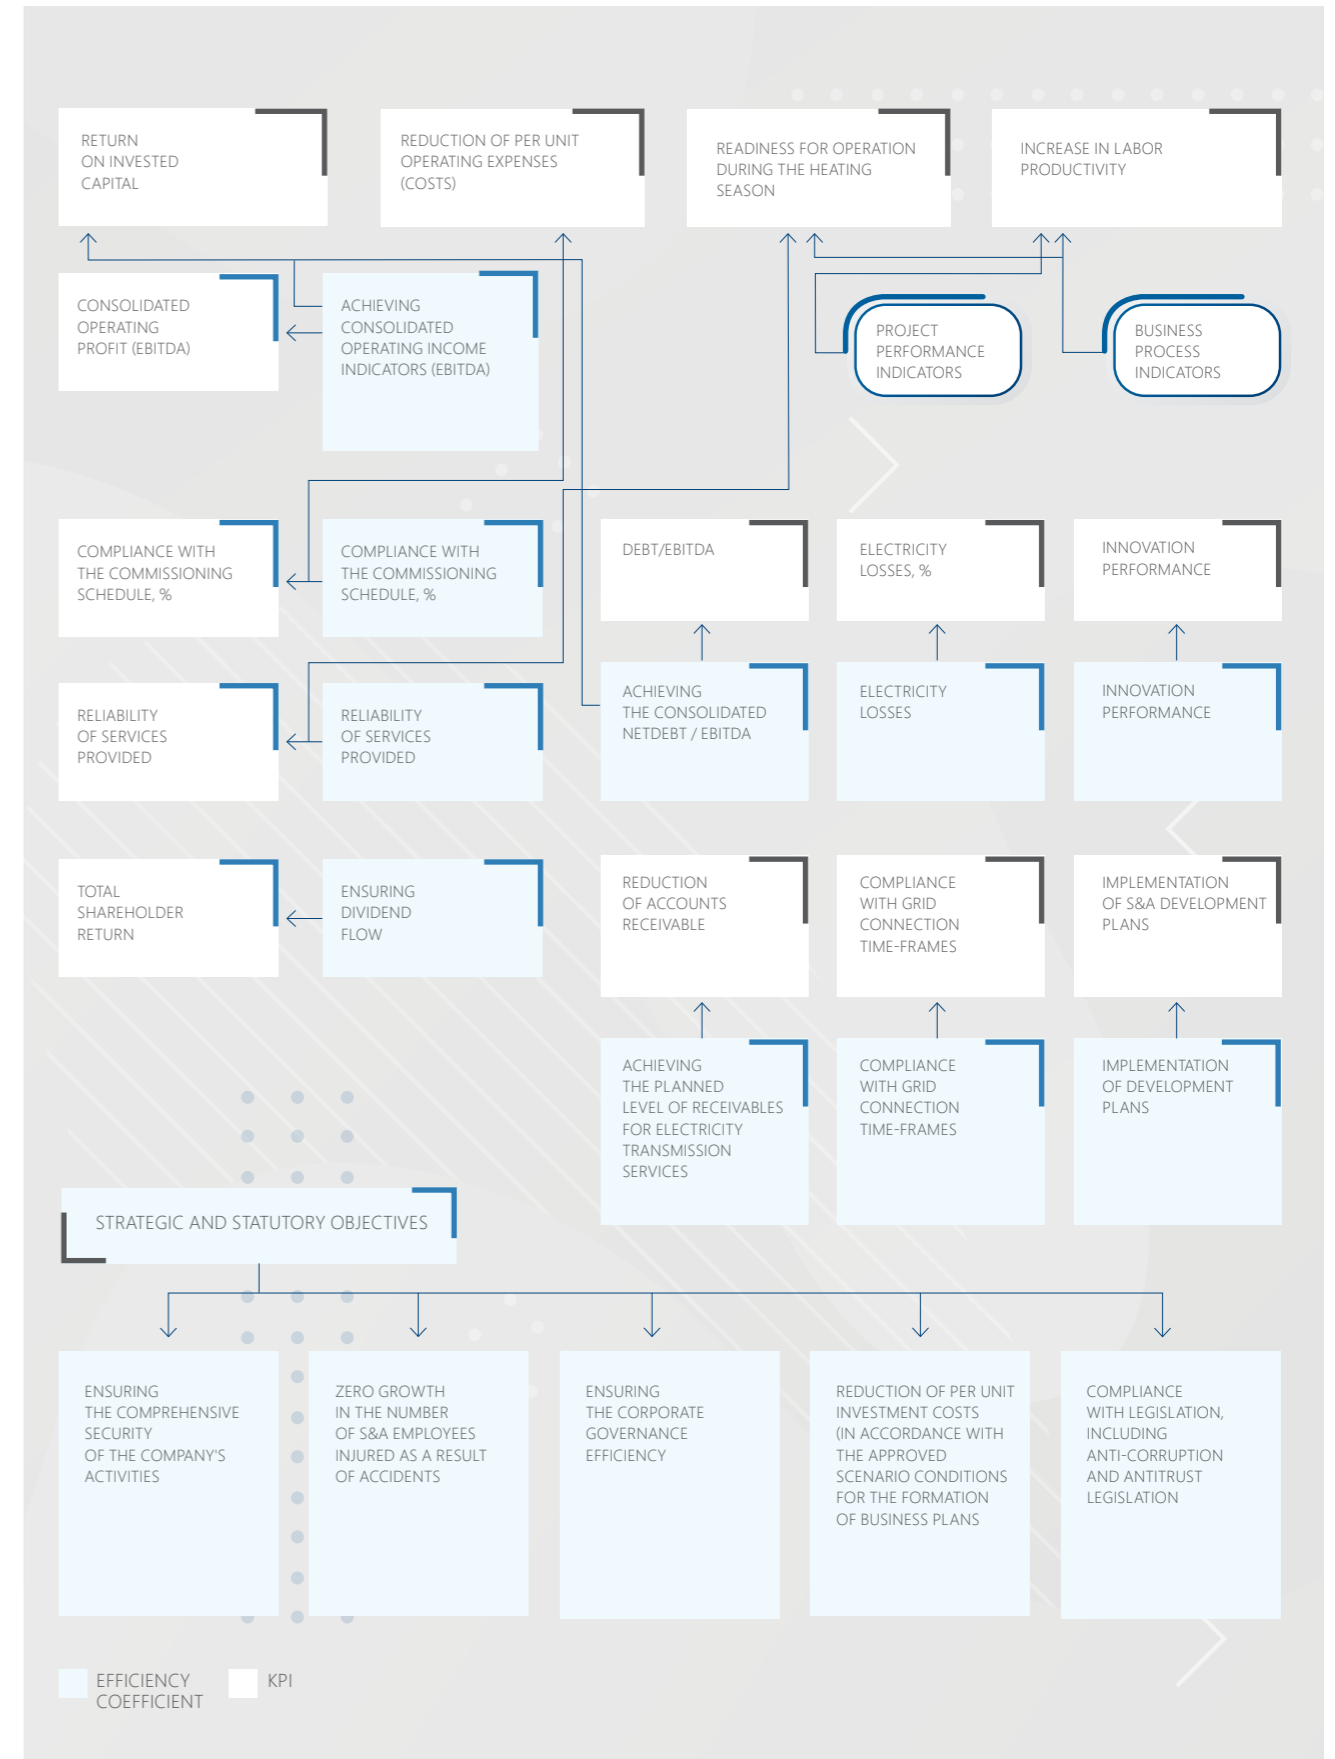 RETURN
ON INVESTED
CAPITAL
REDUCTION OF PER UNIT
OPERATING EXPENSES
(COSTS)
READINESS FOR OPERATION
DURING THE HEATING
SEASON
INCREASE IN LABOR
PRODUCTIVITY
CONSOLIDATED
OPERATING
PROFIT (EBITDA)
ACHIEVING
CONSOLIDATED
OPERATING INCOME
INDICATORS (EBITDA)
PROJECT
PERFORMANCE
INDICATORS
BUSINESS
PROCESS
INDICATORS
COMPLIANCE WITH
THE COMMISSIONING
SCHEDULE, %
COMPLIANCE WITH
THE COMMISSIONING
SCHEDULE, %
DEBT/EBITDA
ELECTRICITY
LOSSES, %
INNOVATION
PERFORMANCE
RELIABILITY
OF SERVICES
PROVIDED
RELIABILITY
OF SERVICES
PROVIDED
ACHIEVING
THE CONSOLIDATED
NETDEBT / EBITDA
ELECTRICITY
LOSSES
INNOVATION
PERFORMANCE
TOTAL
SHAREHOLDER
RETURN
ENSURING
DIVIDEND
FLOW
REDUCTION
OF ACCOUNTS
RECEIVABLE
COMPLIANCE
WITH GRID
CONNECTION
TIME-FRAMES
IMPLEMENTATION
OF S&A DEVELOPMENT
PLANS
ACHIEVING
THE PLANNED
LEVEL OF RECEIVABLES
FOR ELECTRICITY
TRANSMISSION
SERVICES
COMPLIANCE
WITH GRID
CONNECTION
TIME-FRAMES
IMPLEMENTATION
OF DEVELOPMENT
PLANS
STRATEGIC AND STATUTORY OBJECTIVES
ENSURING
THE COMPREHENSIVE
SECURITY
OF THE COMPANY'S
ACTIVITIES
ZERO GROWTH
IN THE NUMBER
OF S&A EMPLOYEES
INJURED AS A RESULT
OF ACCIDENTS
ENSURING
THE CORPORATE
GOVERNANCE
EFFICIENCY
REDUCTION OF PER UNIT
INVESTMENT COSTS
(IN ACCORDANCE WITH
THE APPROVED
SCENARIO CONDITIONS
FOR THE FORMATION
OF BUSINESS PLANS
COMPLIANCE
WITH LEGISLATION,
INCLUDING
ANTI-CORRUPTION
AND ANTITRUST
LEGISLATION
EFFICIENCY
COEFFICIENT
KPI